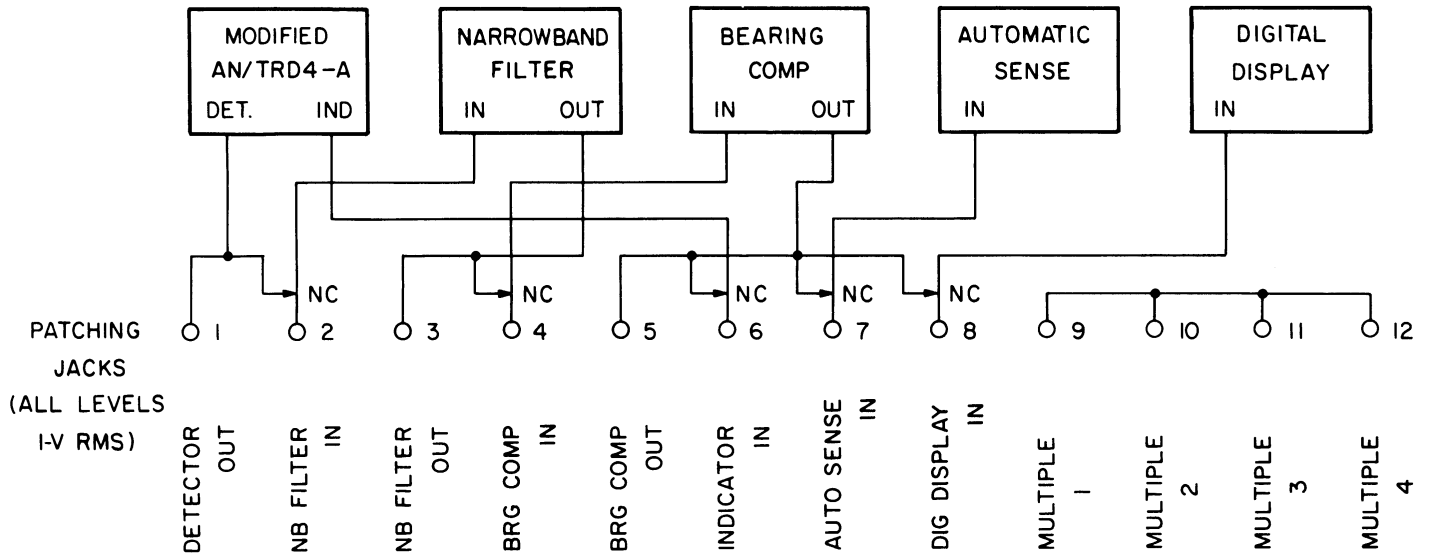 MODIFIED
AN/TRD4-A
DET. IND
NARROWBAND
FILTER
IN OUT
BEARING
COMP
IN OUT
AUTOMATIC
SENSE
IN
DIGITAL
DISPLAY
IN
NC
NC
NC
NC
NC
PATCHING
JACKS
(ALL LEVELS
1-V RMS)
1
2
3
4
5
6
7
8
9
10
11
12
DETECTOR
OUT
NB FILTER
IN
NB FILTER
OUT
BRG COMP
IN
BRG COMP
OUT
INDICATOR
IN
AUTO SENSE
IN
DIG DISPLAY
IN
MULTIPLE
1
MULTIPLE
2
MULTIPLE
3
MULTIPLE
4